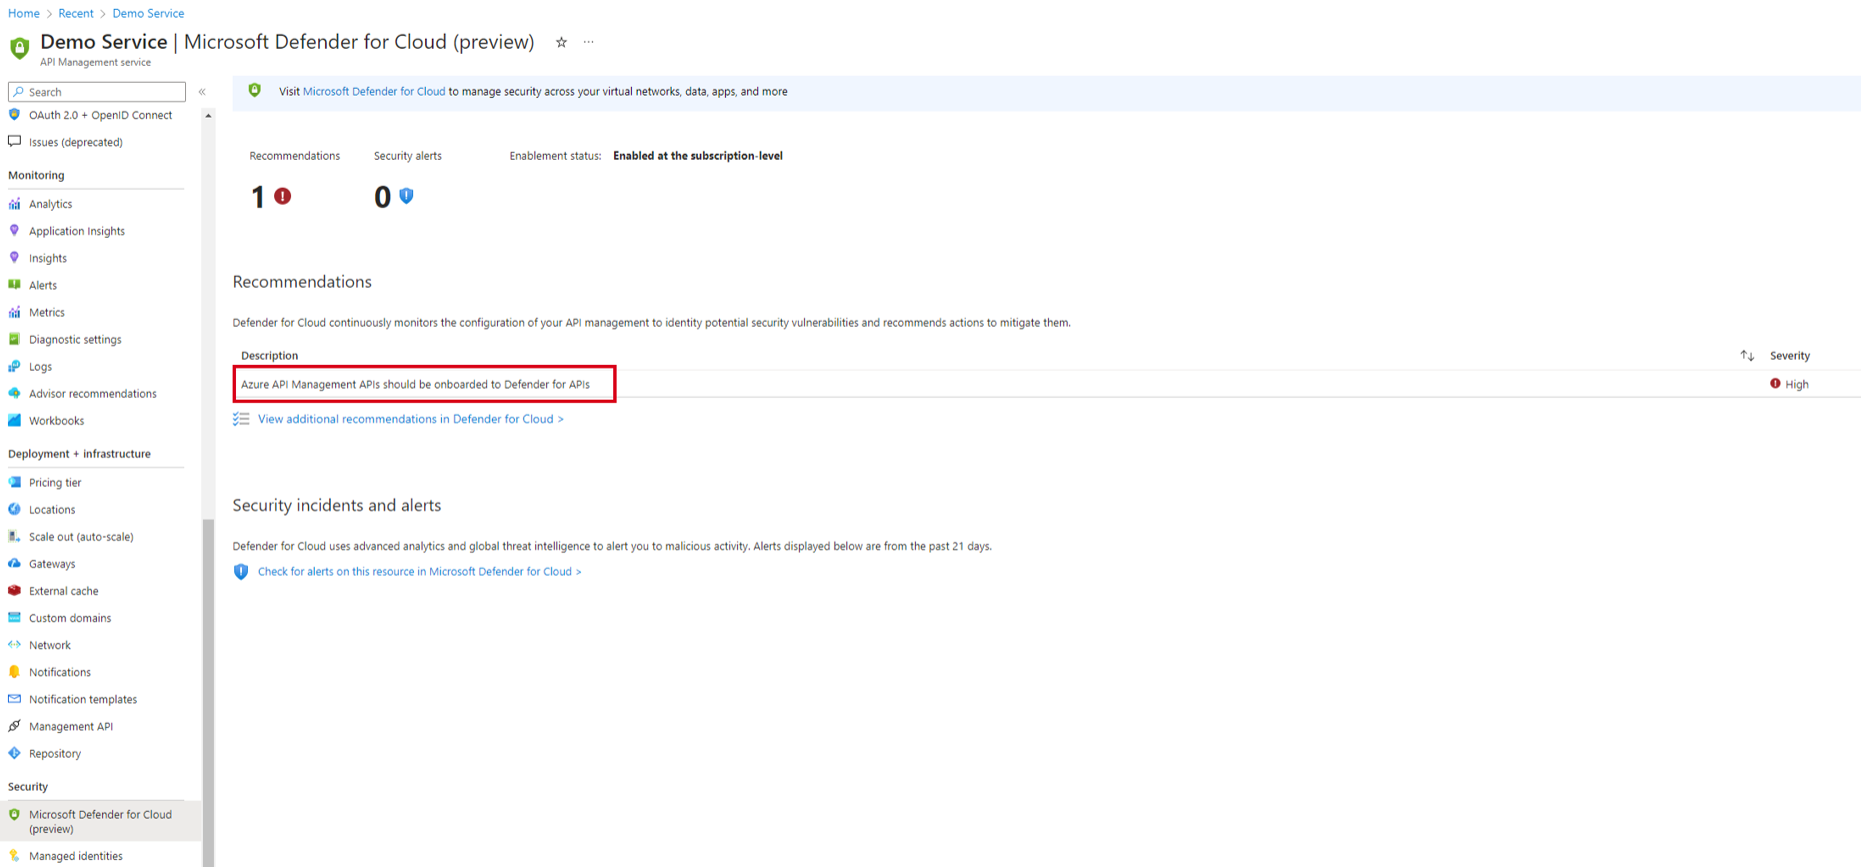 Home > Recent > Demo Service
Demo Service | Microsoft Defender for Cloud (preview) ☆ ···
API Management service
Search «
OAuth 2.0 + OpenID Connect
Issues (deprecated)
Monitoring
Analytics
Application Insights
Insights
Alerts
Metrics
Diagnostic settings
Logs
Advisor recommendations
Workbooks
Deployment + infrastructure
Pricing tier
Locations
Scale out (auto-scale)
Gateways
External cache
Custom domains
Network
Notifications
Notification templates
Management API
Repository
Security
Microsoft Defender for Cloud
(preview)
Managed identities
Visit Microsoft Defender for Cloud to manage security across your virtual networks, data, apps, and more
Recommendations Security alerts Enablement status: Enabled at the subscription-level
1 0
Recommendations
Defender for Cloud continuously monitors the configuration of your API management to identity potential security vulnerabilities and recommends actions to mitigate them.
Description ↑↓ Severity
Azure API Management APIs should be onboarded to Defender for APIs High
View additional recommendations in Defender for Cloud >
Security incidents and alerts
Defender for Cloud uses advanced analytics and global threat intelligence to alert you to malicious activity. Alerts displayed below are from the past 21 days.
Check for alerts on this resource in Microsoft Defender for Cloud >